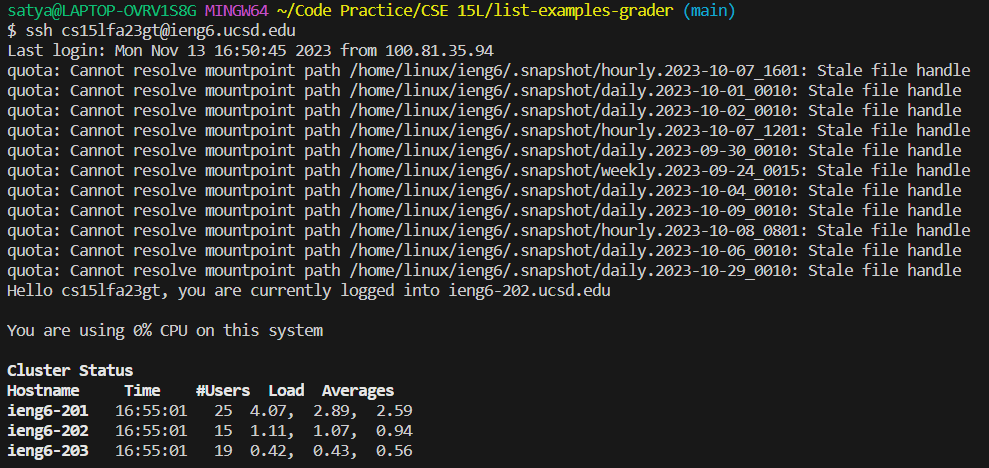 satya@LAPTOP-OVRV1S8G MINGW64 ~/Code Practice/CSE 15L/list-examples-grader (main)
$ ssh cs15lfa23gt@ieng6.ucsd.edu
Last login: Mon Nov 13 16:50:45 2023 from 100.81.35.94
quota: Cannot resolve mountpoint path /home/linux/ieng6/.snapshot/hourly.2023-10-07_1601: Stale file handle
quota: Cannot resolve mountpoint path /home/linux/ieng6/.snapshot/daily.2023-10-01_0010: Stale file handle
quota: Cannot resolve mountpoint path /home/linux/ieng6/.snapshot/daily.2023-10-02_0010: Stale file handle
quota: Cannot resolve mountpoint path /home/linux/ieng6/.snapshot/hourly.2023-10-07_1201: Stale file handle
quota: Cannot resolve mountpoint path /home/linux/ieng6/.snapshot/daily.2023-09-30_0010: Stale file handle
quota: Cannot resolve mountpoint path /home/linux/ieng6/.snapshot/weekly.2023-09-24_0015: Stale file handle
quota: Cannot resolve mountpoint path /home/linux/ieng6/.snapshot/daily.2023-10-04_0010: Stale file handle
quota: Cannot resolve mountpoint path /home/linux/ieng6/.snapshot/daily.2023-10-09_0010: Stale file handle
quota: Cannot resolve mountpoint path /home/linux/ieng6/.snapshot/hourly.2023-10-08_0801: Stale file handle
quota: Cannot resolve mountpoint path /home/linux/ieng6/.snapshot/daily.2023-10-06_0010: Stale file handle
quota: Cannot resolve mountpoint path /home/linux/ieng6/.snapshot/daily.2023-10-29_0010: Stale file handle
Hello cs15lfa23gt, you are currently logged into ieng6-202.ucsd.edu
You are using 0% CPU on this system
Cluster Status
Hostname Time #Users Load Averages
ieng6-201 16:55:01 25 4.07, 2.89, 2.59
ieng6-202 16:55:01 15 1.11, 1.07, 0.94
ieng6-203 16:55:01 19 0.42, 0.43, 0.56